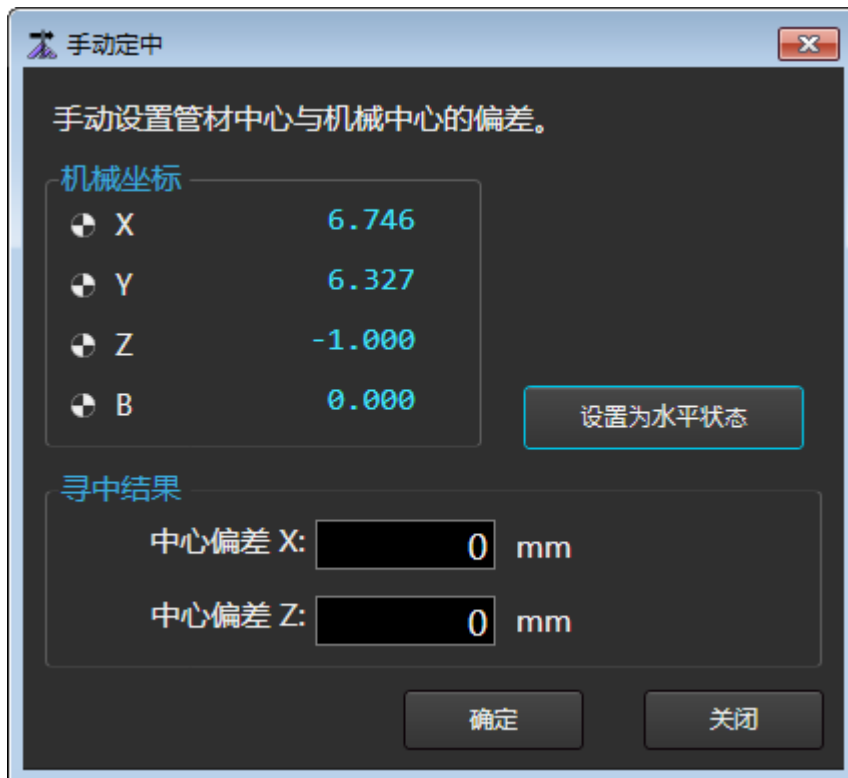 手动定中
手动设置管材中心与机械中心的偏差。
机械坐标
X 6.746
Y 6.327
Z -1.000
B 0.000
设置为水平状态
寻中结果
中心偏差 X: 0 mm
中心偏差 Z: 0 mm
确定 关闭